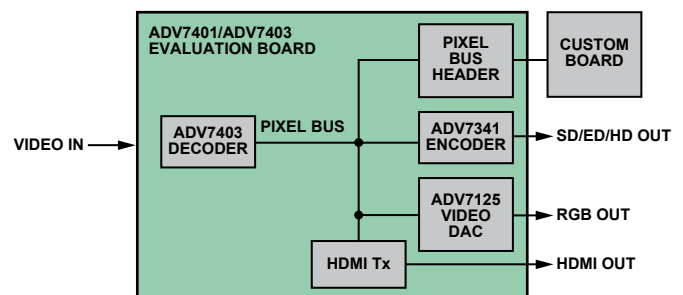 ADV7401/ADV7403
EVALUATION BOARD
PIXEL
BUS
HEADER
CUSTOM
BOARD
VIDEO IN
ADV7403
DECODER
PIXEL BUS
ADV7341
ENCODER
SD/ED/HD OUT
ADV7125
VIDEO
DAC
RGB OUT
HDMI Tx
HDMI OUT